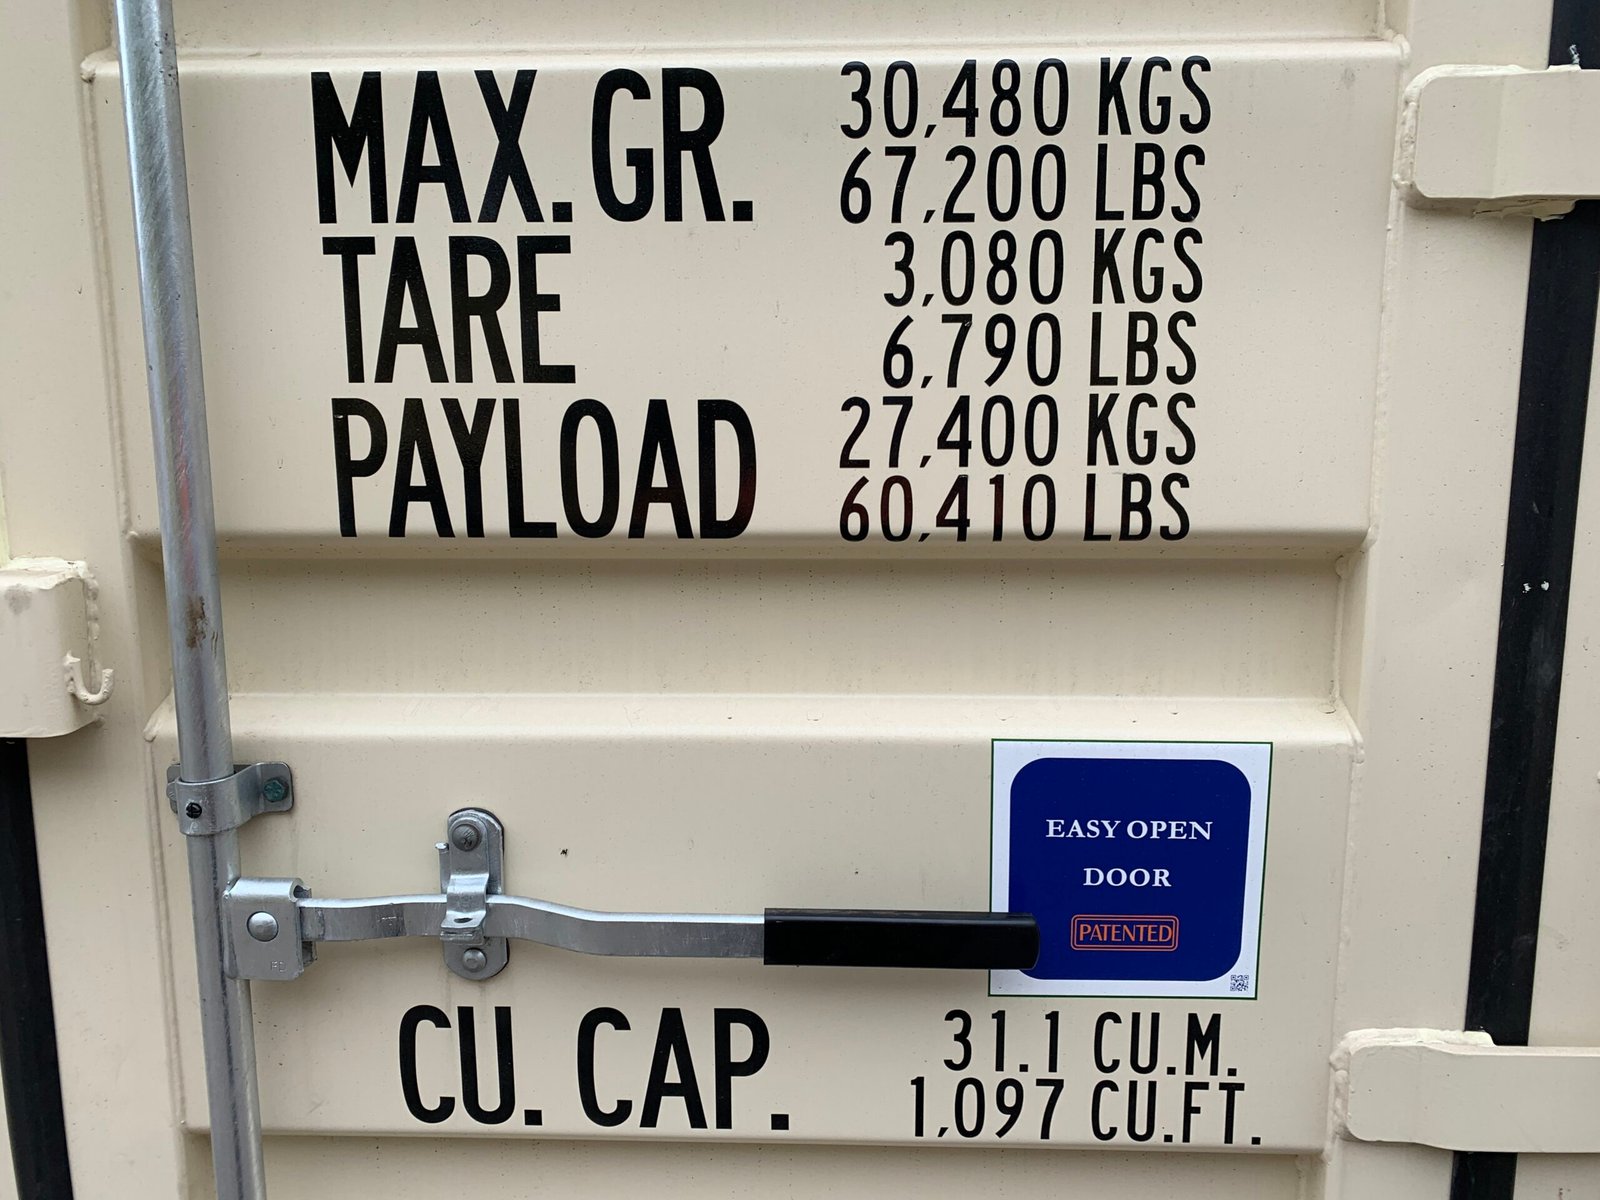 MAX. GR. 30,480 KGS
67,200 LBS
TARE 3,080 KGS
6,790 LBS
PAYLOAD 27,400 KGS
60,410 LBS
EASY OPEN
DOOR
PATENTED
CU. CAP. 31.1 CU.M.
1,097 CU.FT.